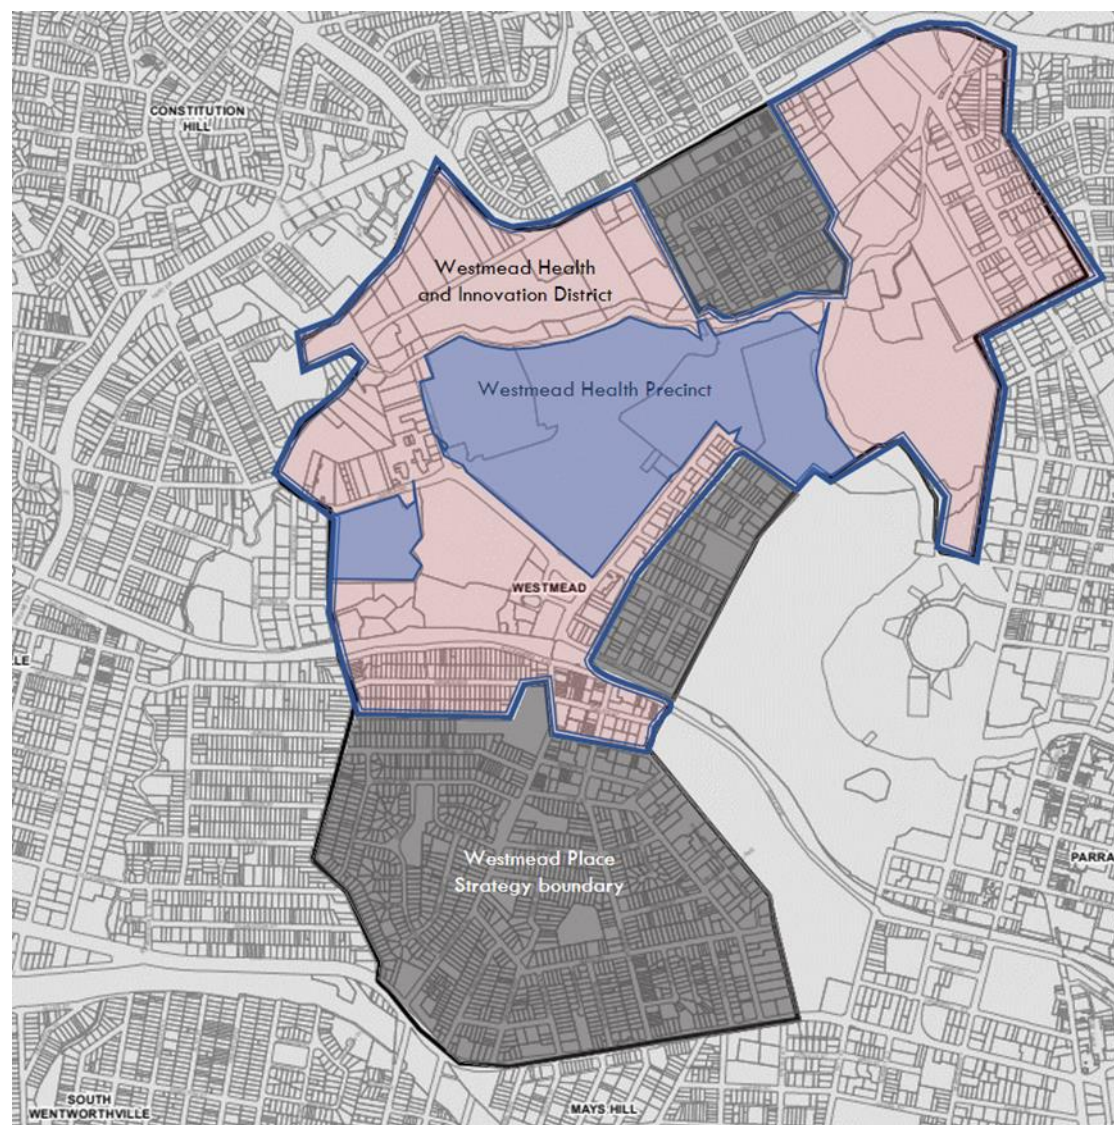 CONSTITUTION
HILL
Westmead Health
and Innovation District
Westmead Health Precinct
WESTMEAD
LE
Westmead Place
Strategy boundary
PARRA
SOUTH
WENTWORTHVILLE
MAYS HILL